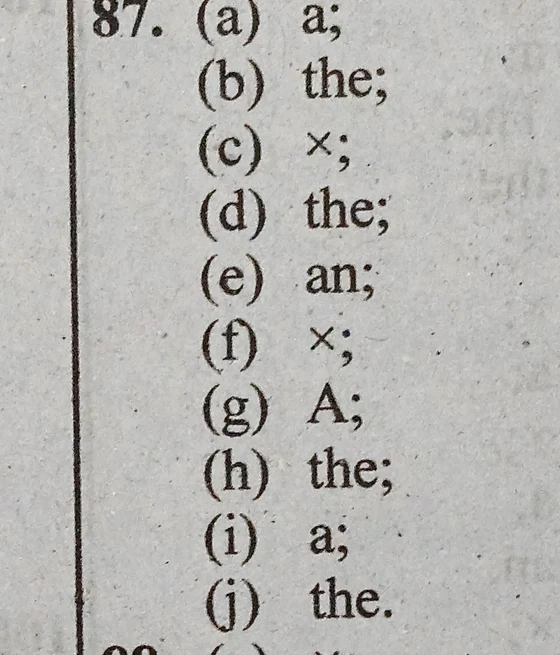 87. (a) a;
(b) the;
(c) ×;
(d) the;
(e) an;
(f) ×;
(g) A;
(h) the;
(i) a;
(j) the.